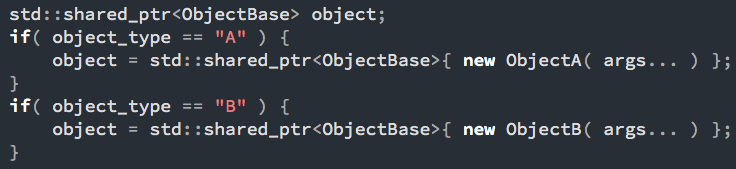 std::shared_ptr<ObjectBase> object;
if( object_type == "A" ) {
    object = std::shared_ptr<ObjectBase>{ new ObjectA( args... ) };
}
if( object_type == "B" ) {
    object = std::shared_ptr<ObjectBase>{ new ObjectB( args... ) };
}